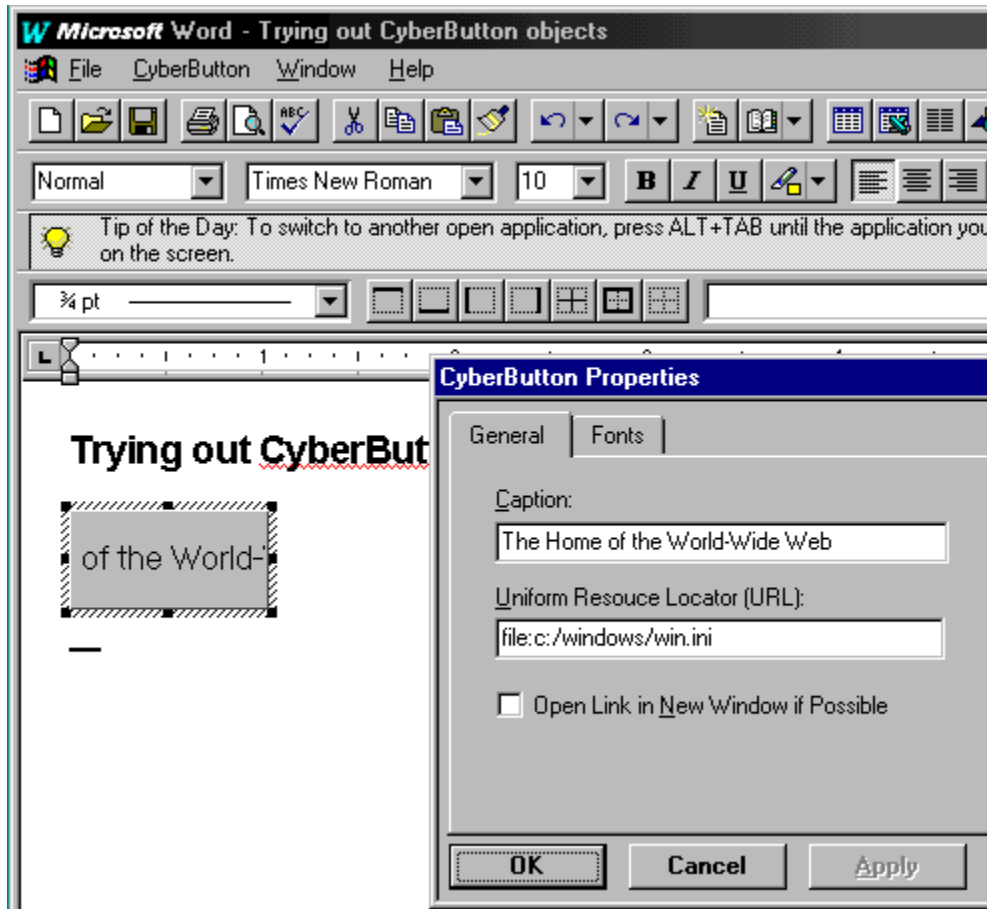 Microsoft Word - Trying out CyberButton objects
File CyberButton Window Help
ABC
Normal Times New Roman 10 B I U
Tip of the Day: To switch to another open application, press ALT+TAB until the application you
on the screen.
¾ pt
1
CyberButton Properties
General Fonts
Trying out CyberBut
Caption:
The Home of the World-Wide Web
of the World-
Uniform Resouce Locator (URL):
file:c:/windows/win.ini
Open Link in New Window if Possible
OK Cancel Apply